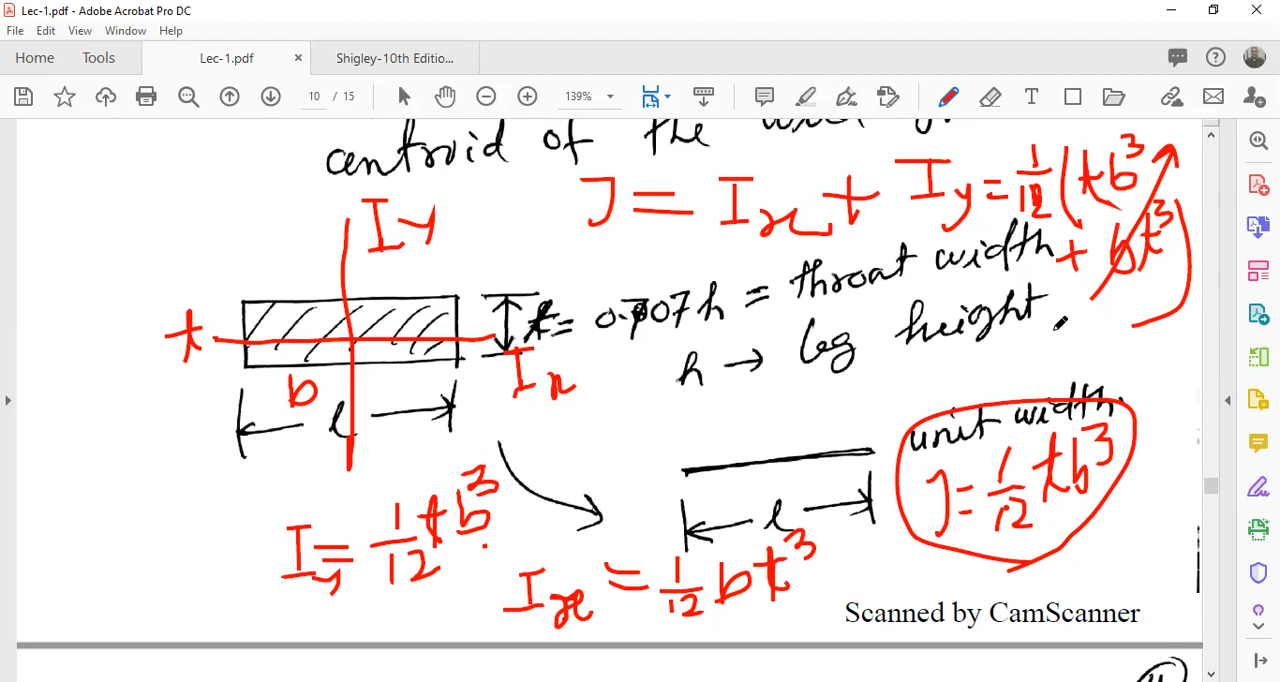 Lec-1.pdf - Adobe Acrobat Pro DC
File Edit View Window Help
Home Tools Lec-1.pdf × Shigley-10th Editio...
10 / 15 139%
centroid of the
J = Ix + Iy = 1/12 (tb³ + bt³)
Iy
t
t = 0.707h = throat width
h → leg height.
Ix
b
l
unit width.
J = 1/12 tb³
l
Iy = 1/12 tb³
Ix = 1/12 bt³
Scanned by CamScanner